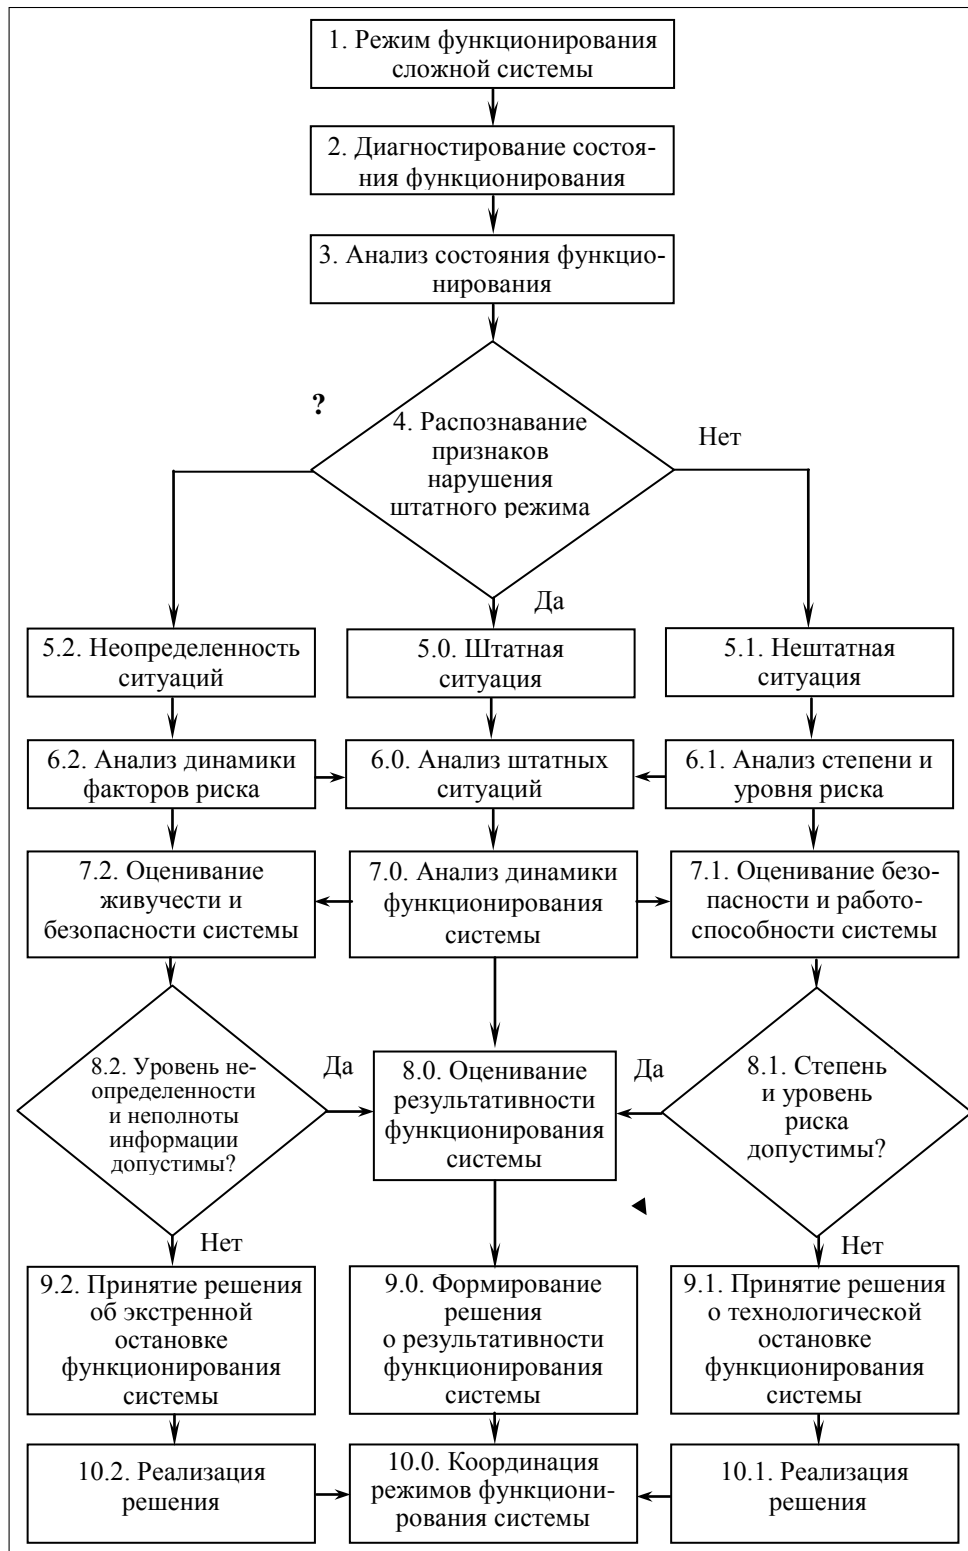 1. Режим функционирования
сложной системы
2. Диагностирование состоя-
ния функционирования
3. Анализ состояния функцио-
нирования
?
4. Распознавание
признаков
нарушения
штатного режима
Нет
Да
5.2. Неопределенность
ситуаций
5.0. Штатная
ситуация
5.1. Нештатная
ситуация
6.2. Анализ динамики
факторов риска
6.0. Анализ штатных
ситуаций
6.1. Анализ степени и
уровня риска
7.2. Оценивание
живучести и
безопасности системы
7.0. Анализ динамики
функционирования
системы
7.1. Оценивание безо-
пасности и работо-
способности системы
8.2. Уровень не-
определенности
и неполноты
информации
допустимы?
Да
8.0. Оценивание
результативности
функционирования
системы
Да
8.1. Степень
и уровень
риска
допустимы?
Нет
Нет
9.2. Принятие решения
об экстренной
остановке
функционирования
системы
9.0. Формирование
решения
о результативности
функционирования
системы
9.1. Принятие решения
о технологической
остановке
функционирования
системы
10.2. Реализация
решения
10.0. Координация
режимов функциони-
рования системы
10.1. Реализация
решения